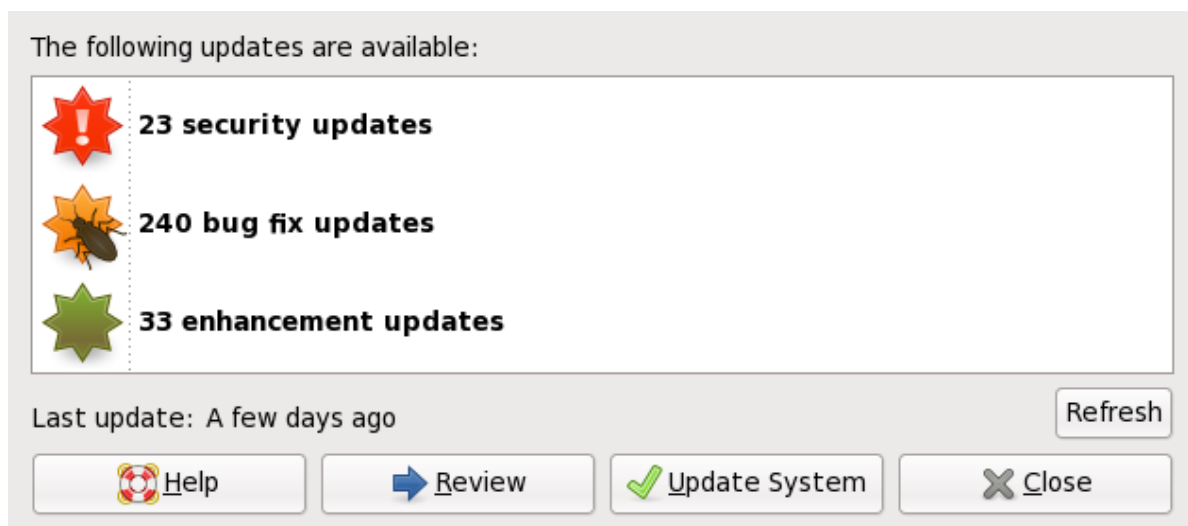 The following updates are available:
23 security updates
240 bug fix updates
33 enhancement updates
Last update: A few days ago
Refresh
Help
Review
Update System
Close